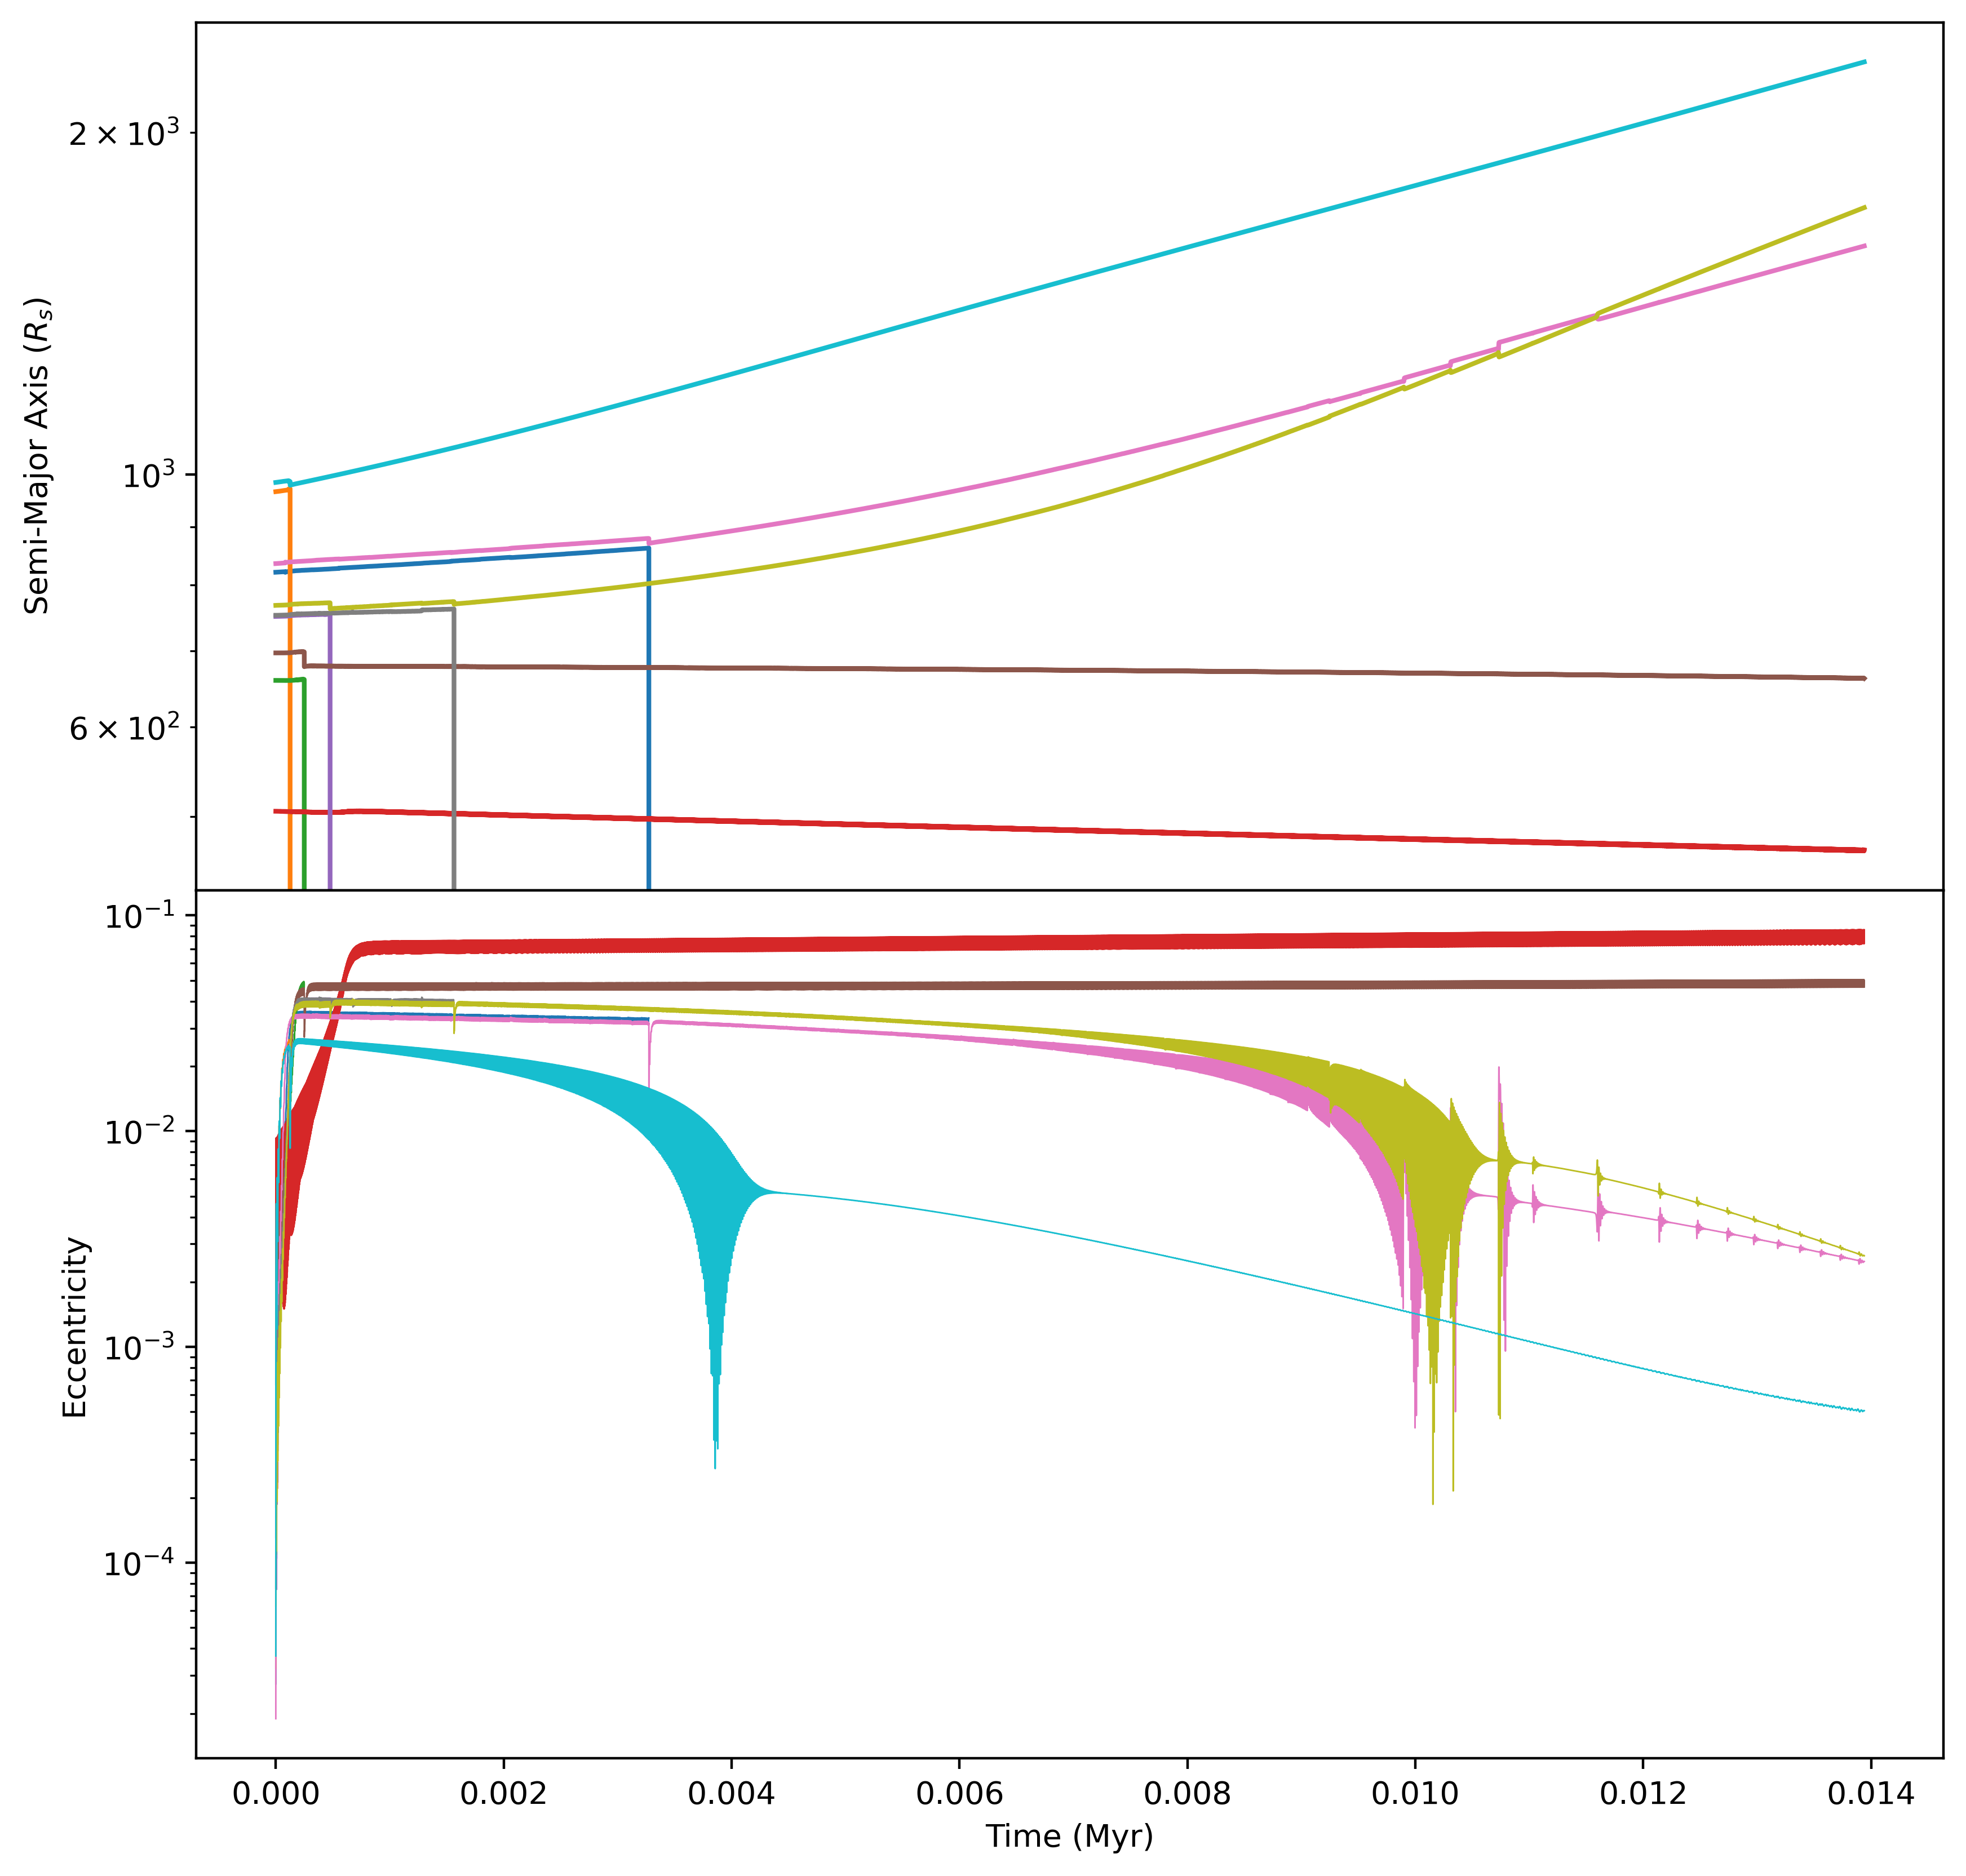 2 × 10³
10³
6 × 10²
Semi-Major Axis (Rₛ)
10⁻¹
10⁻²
10⁻³
10⁻⁴
Eccentricity
0.000 0.002 0.004 0.006 0.008 0.010 0.012 0.014
Time (Myr)